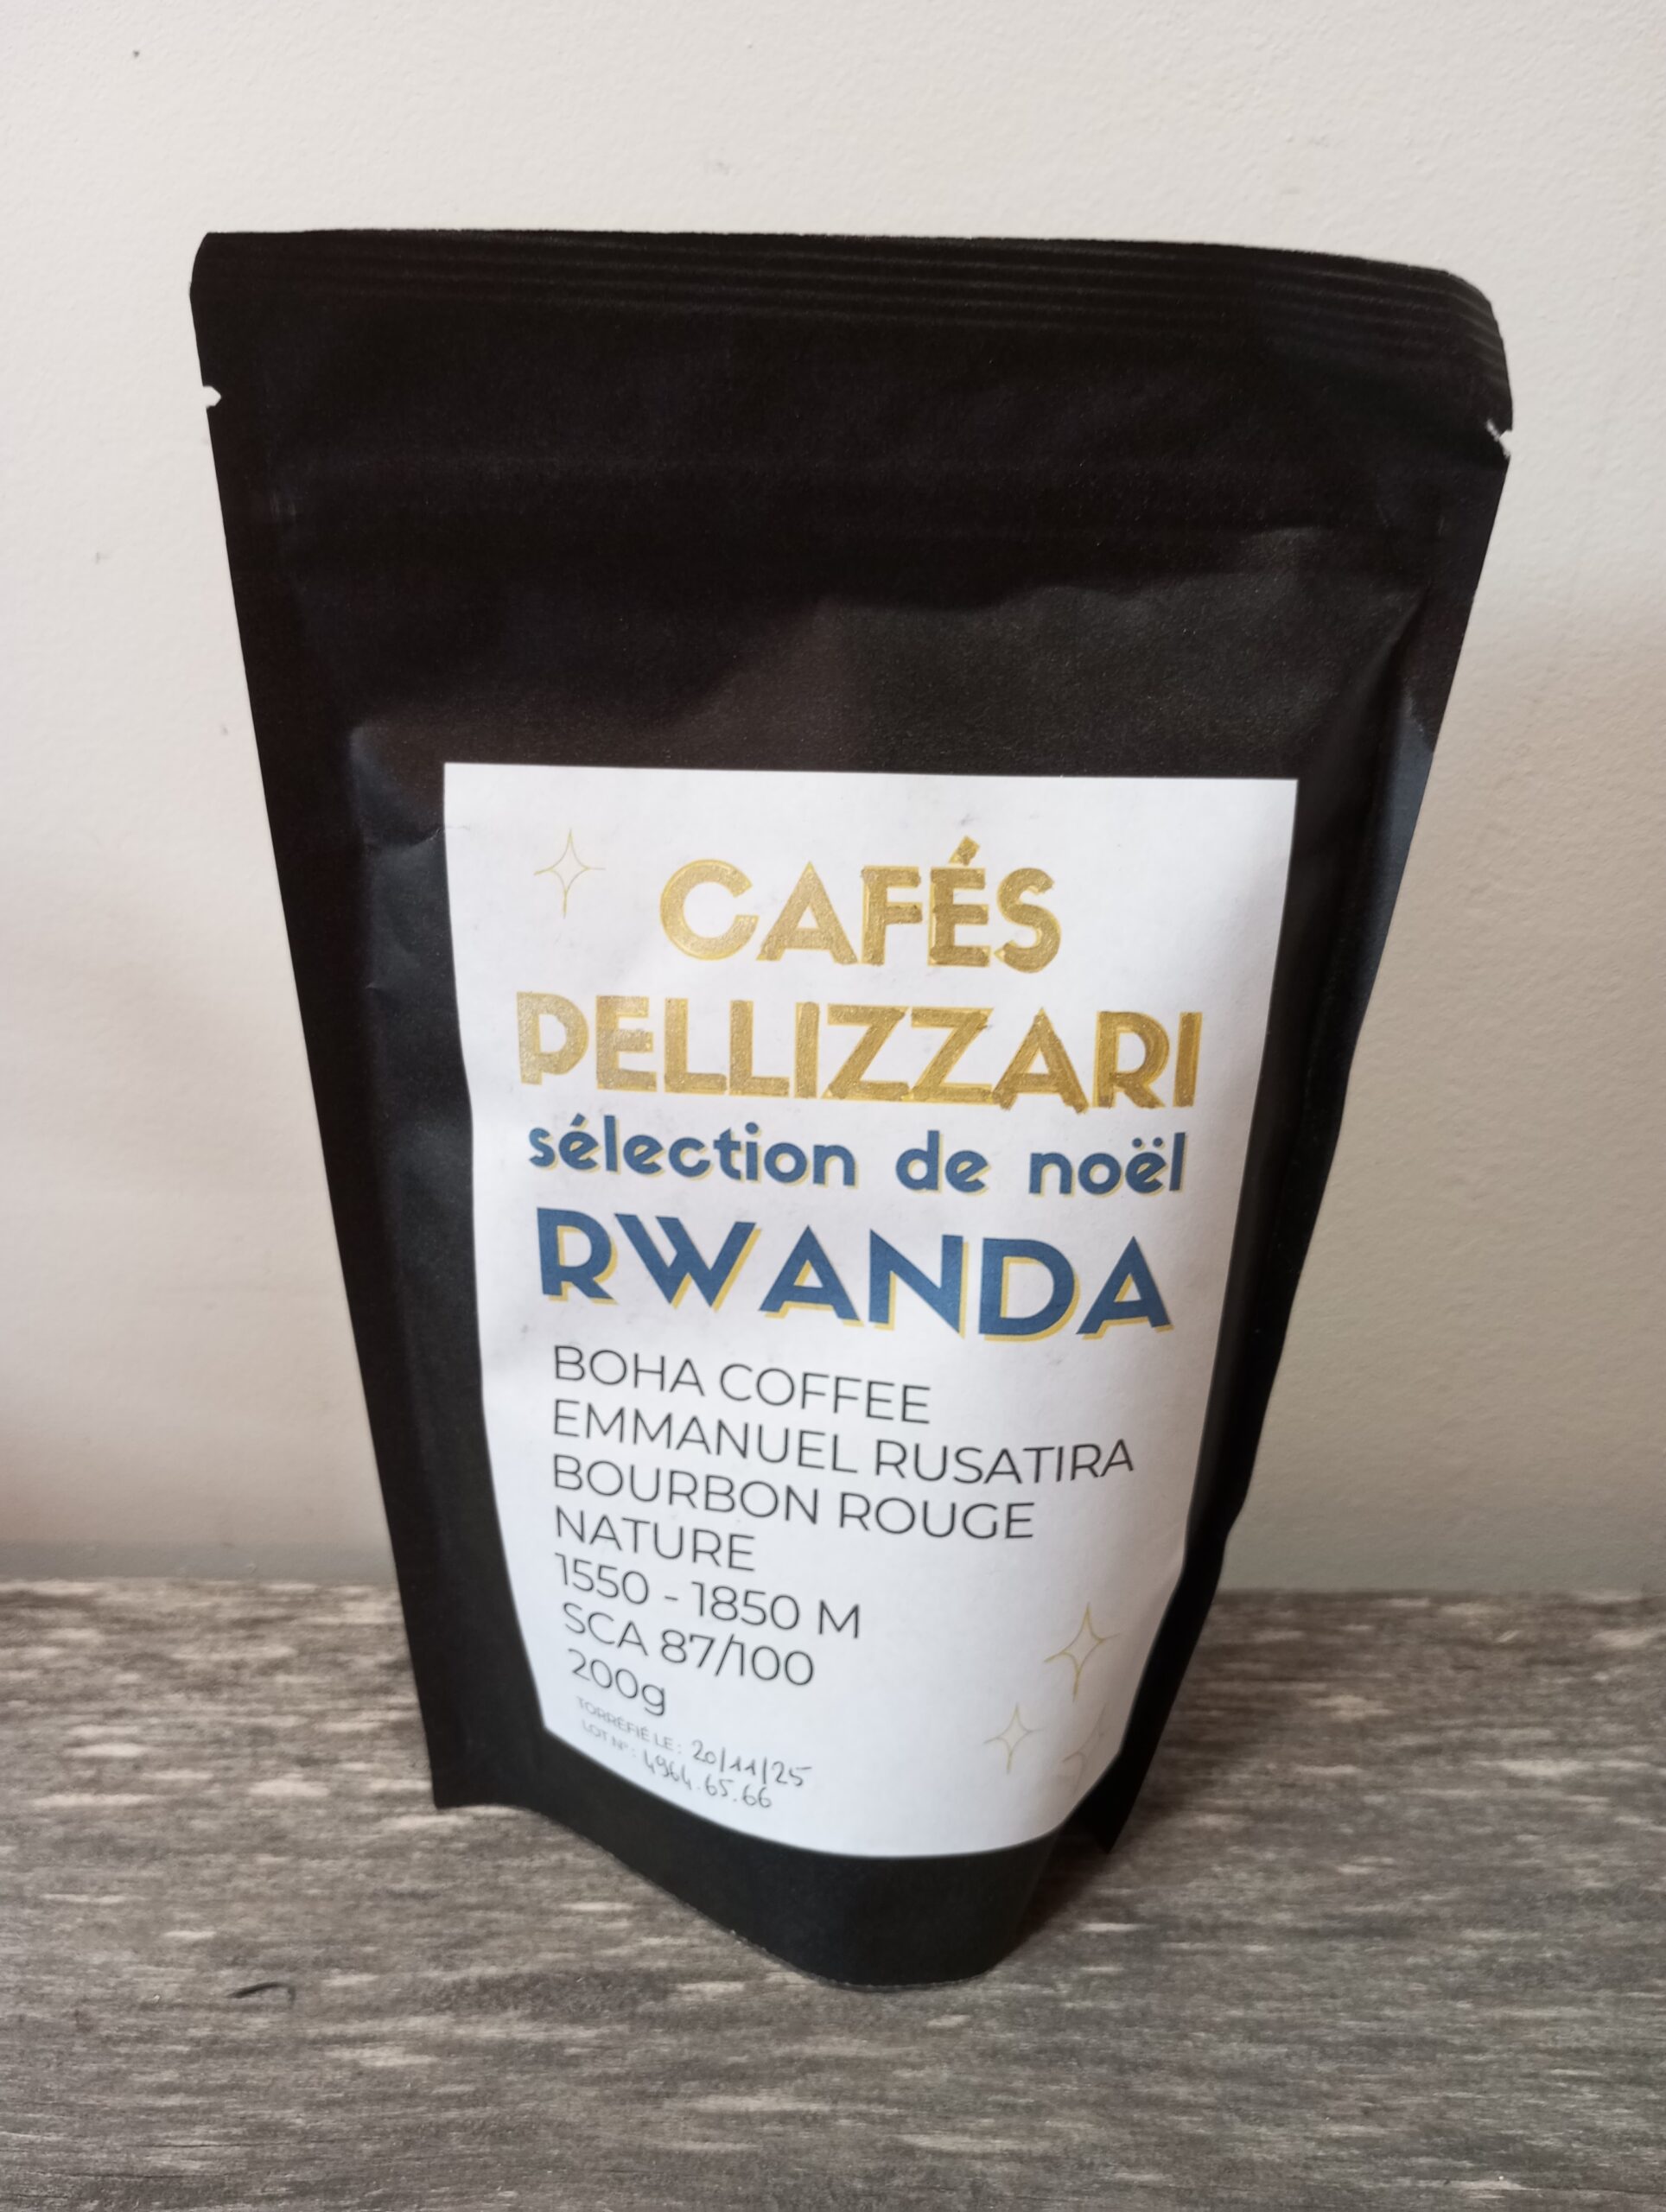 CAFÉS
PELLIZZARI
sélection de noël
RWANDA
BOHA COFFEE
EMMANUEL RUSATIRA
BOURBON ROUGE
NATURE
1550 - 1850 M
SCA 87/100
200g
TORRÉFIÉ LE : 20/11/25
LOT N° : 4964.65.66